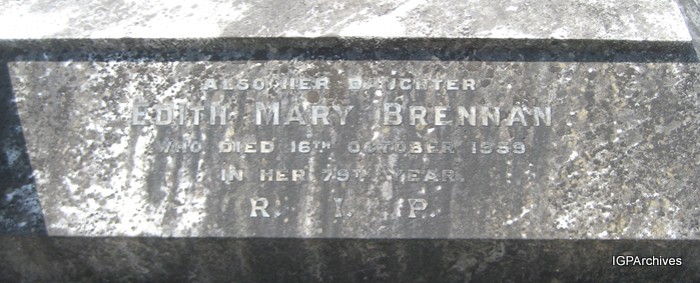 ALSO HER DAUGHTER
EDITH MARY BRENNAN
WHO DIED 16TH OCTOBER 1959
IN HER 79TH YEAR.
R. I. P.
IGPArchives